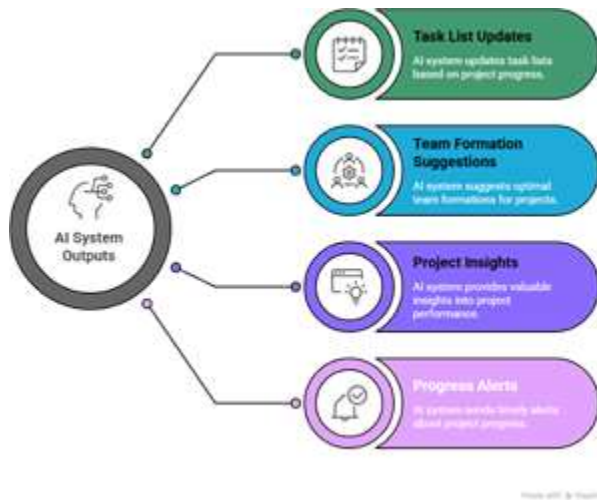 Task List Updates
AI system updates task lists
based on project progress.
Team Formation
Suggestions
AI system suggests optimal
team formations for projects.
AI System
Outputs
Project Insights
AI system provides valuable
insights into project
performance.
Progress Alerts
AI system sends timely alerts
about project progress.